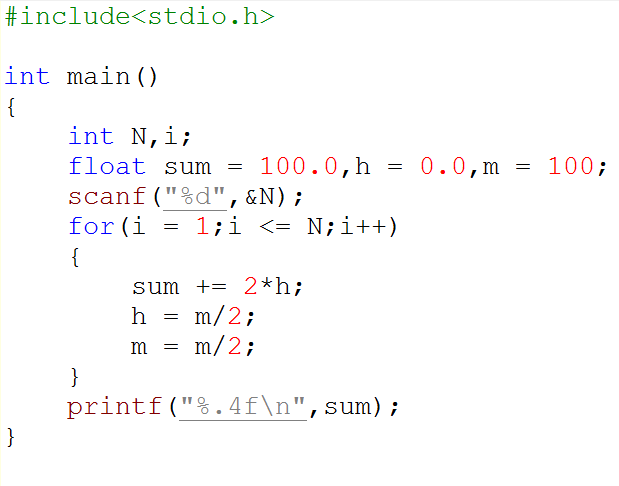 #include<stdio.h>
int main()
{
int N,i;
float sum = 100.0,h = 0.0,m = 100;
scanf("%d",&N);
for(i = 1;i <= N;i++)
{
sum += 2*h;
h = m/2;
m = m/2;
}
printf("%.4f\n",sum);
}